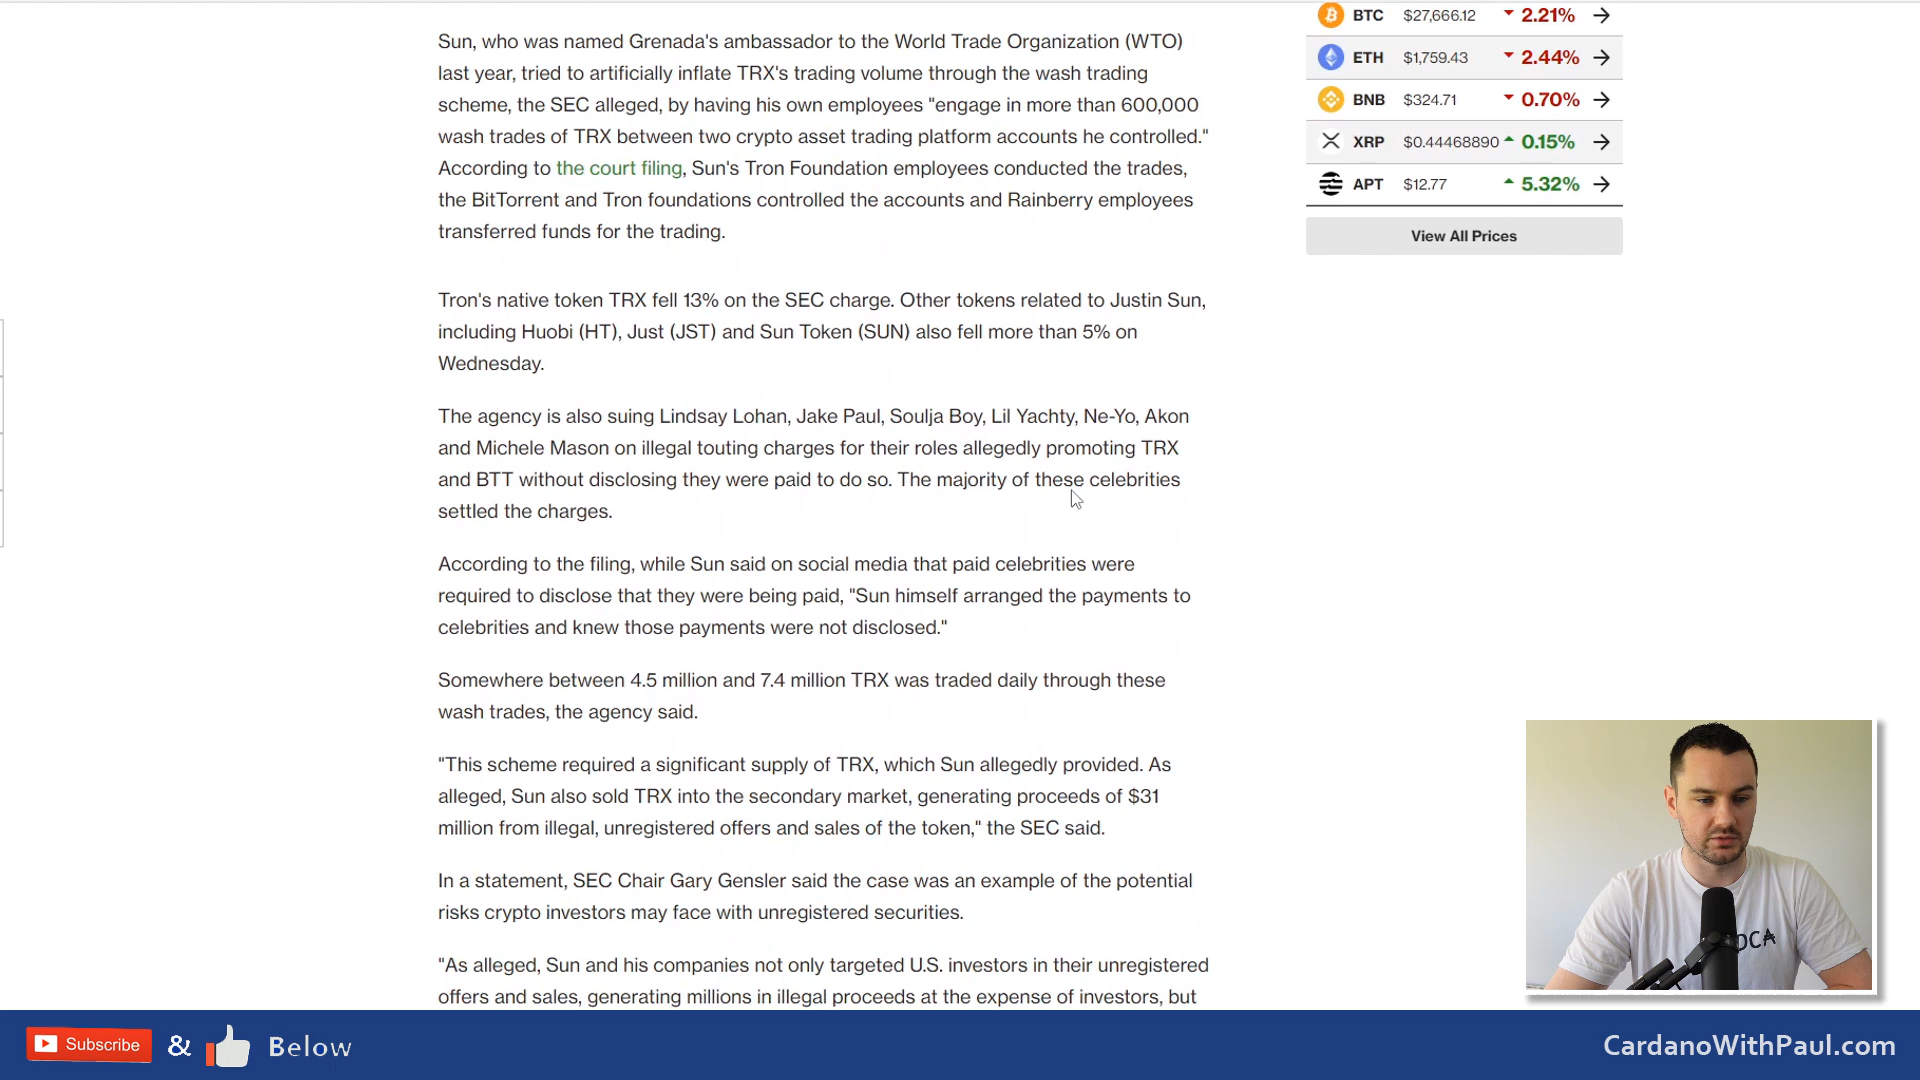 Sun, who was named Grenada's ambassador to the World Trade Organization (WTO)
last year, tried to artificially inflate TRX's trading volume through the wash trading
scheme, the SEC alleged, by having his own employees "engage in more than 600,000
wash trades of TRX between two crypto asset trading platform accounts he controlled."
According to the court filing, Sun's Tron Foundation employees conducted the trades,
the BitTorrent and Tron foundations controlled the accounts and Rainberry employees
transferred funds for the trading.
Tron's native token TRX fell 13% on the SEC charge. Other tokens related to Justin Sun,
including Huobi (HT), Just (JST) and Sun Token (SUN) also fell more than 5% on
Wednesday.
The agency is also suing Lindsay Lohan, Jake Paul, Soulja Boy, Lil Yachty, Ne-Yo, Akon
and Michele Mason on illegal touting charges for their roles allegedly promoting TRX
and BTT without disclosing they were paid to do so. The majority of these celebrities
settled the charges.
According to the filing, while Sun said on social media that paid celebrities were
required to disclose that they were being paid, "Sun himself arranged the payments to
celebrities and knew those payments were not disclosed."
Somewhere between 4.5 million and 7.4 million TRX was traded daily through these
wash trades, the agency said.
"This scheme required a significant supply of TRX, which Sun allegedly provided. As
alleged, Sun also sold TRX into the secondary market, generating proceeds of $31
million from illegal, unregistered offers and sales of the token," the SEC said.
In a statement, SEC Chair Gary Gensler said the case was an example of the potential
risks crypto investors may face with unregistered securities.
"As alleged, Sun and his companies not only targeted U.S. investors in their unregistered
offers and sales, generating millions in illegal proceeds at the expense of investors, but
BTC $27,666.12 2.21%
ETH $1,759.43 2.44%
BNB $324.71 0.70%
XRP $0.44468890 0.15%
APT $12.77 5.32%
View All Prices
Subscribe & Below
CardanoWithPaul.com